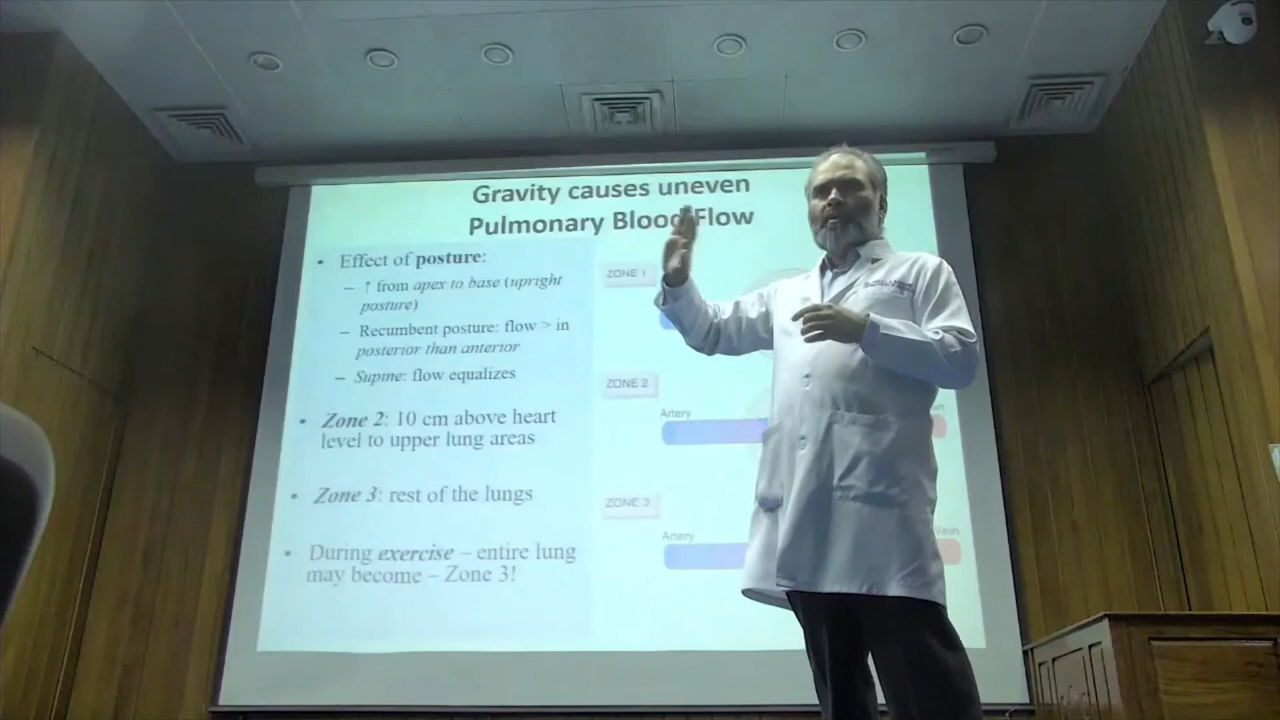 Gravity causes uneven
Pulmonary Blood Flow
• Effect of posture:
– ↑ from apex to base (upright
posture)
– Recumbent posture: flow > in
posterior than anterior
– Supine: flow equalizes
• Zone 2: 10 cm above heart
level to upper lung areas
• Zone 3: rest of the lungs
• During exercise – entire lung
may become – Zone 3!
ZONE 1
ZONE 2
Artery
ZONE 3
Artery